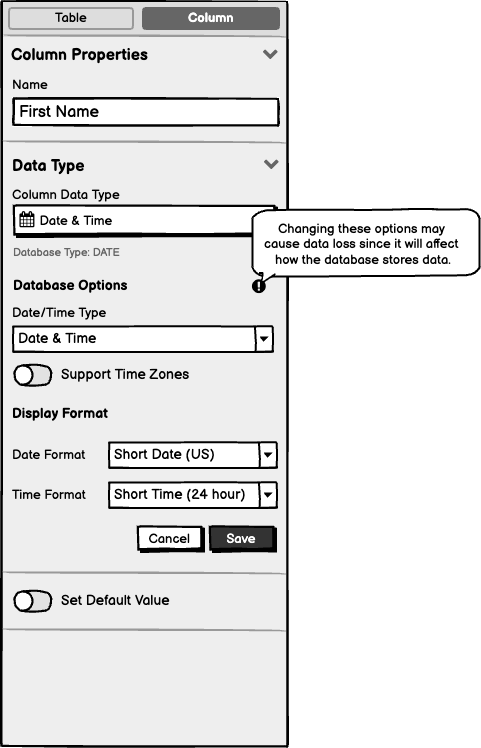 Table
Column
Column Properties
Name
First Name
Data Type
Column Data Type
Date & Time
Changing these options may
cause data loss since it will affect
how the database stores data.
Database Type: DATE
Database Options
Date/Time Type
Date & Time
Support Time Zones
Display Format
Date Format
Short Date (US)
Time Format
Short Time (24 hour)
Cancel
Save
Set Default Value